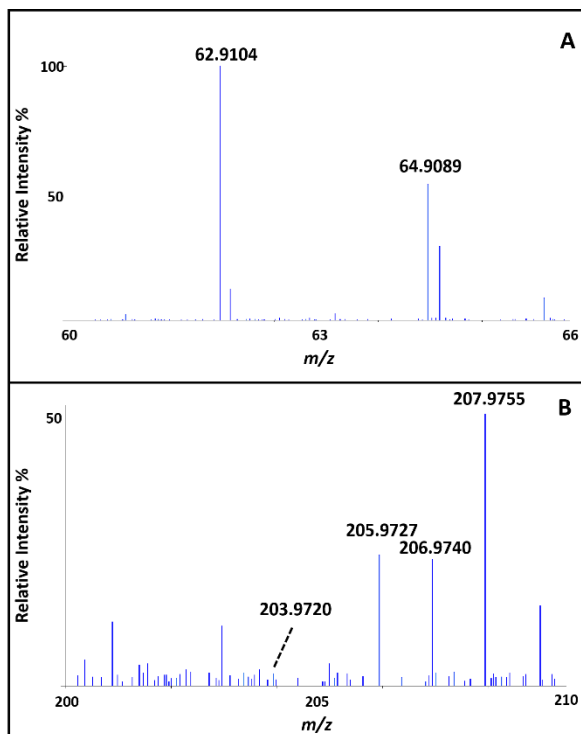 A
62.9104
100
64.9089
Relative Intensity %
50
60
63
66
m/z
B
207.9755
50
205.9727
206.9740
Relative Intensity %
203.9720
200
205
210
m/z